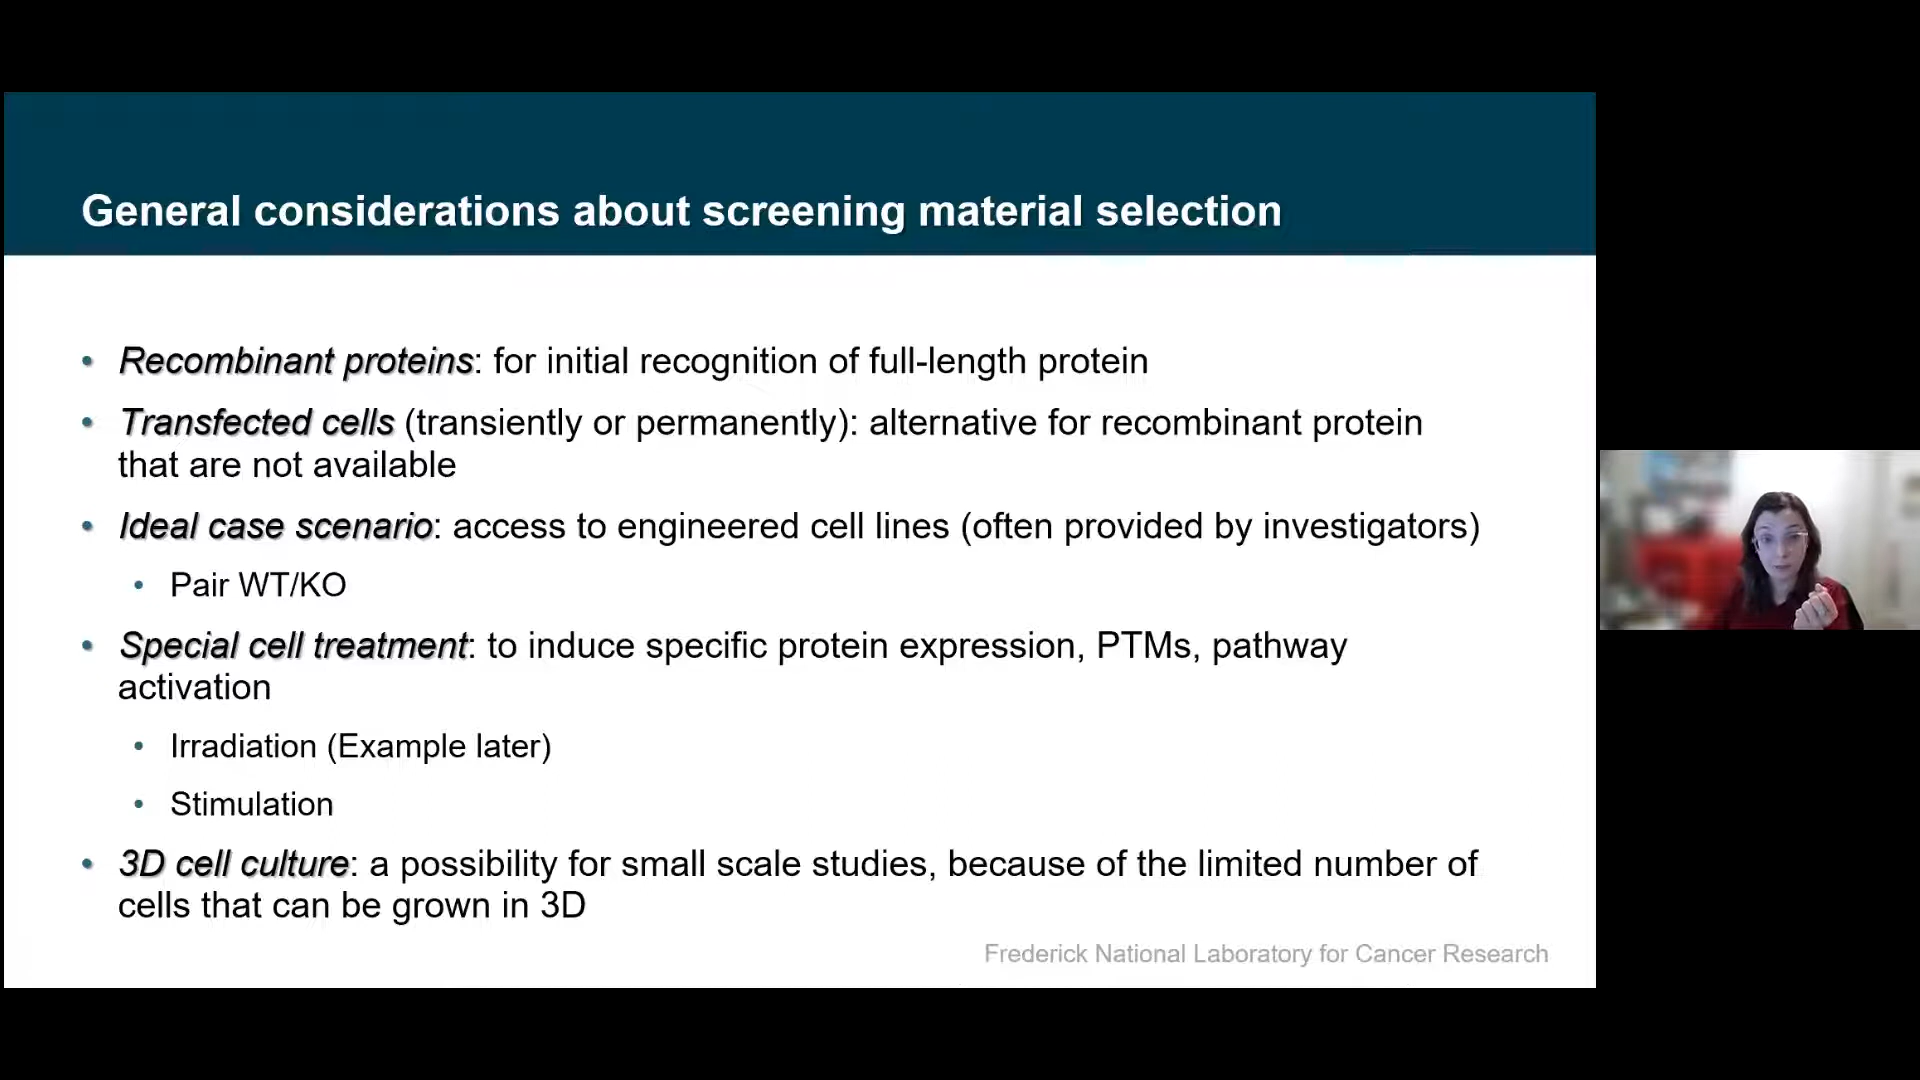 General considerations about screening material selection
• Recombinant proteins: for initial recognition of full-length protein
• Transfected cells (transiently or permanently): alternative for recombinant protein
that are not available
• Ideal case scenario: access to engineered cell lines (often provided by investigators)
• Pair WT/KO
• Special cell treatment: to induce specific protein expression, PTMs, pathway
activation
• Irradiation (Example later)
• Stimulation
• 3D cell culture: a possibility for small scale studies, because of the limited number of
cells that can be grown in 3D
Frederick National Laboratory for Cancer Research